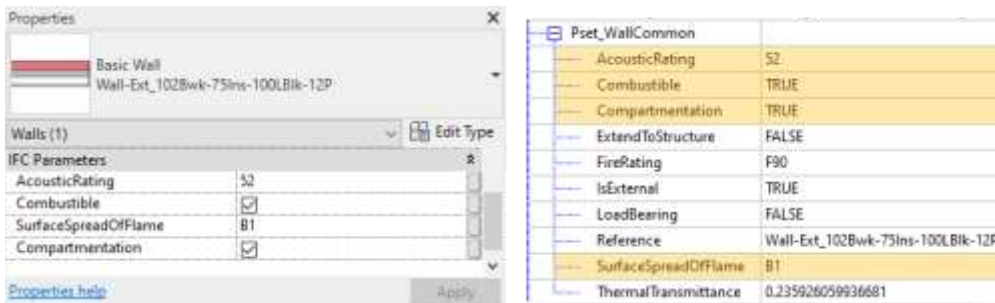 Properties
Basic Wall
Wall-Ext_102Bwk-75Ins-100LBlk-12P
Walls (1) Edit Type
IFC Parameters
AcousticRating 52
Combustible
SurfaceSpreadOfFlame B1
Compartmentation
Properties help Apply
Pset_WallCommon
AcousticRating 52
Combustible TRUE
Compartmentation TRUE
ExtendToStructure FALSE
FireRating F90
IsExternal TRUE
LoadBearing FALSE
Reference Wall-Ext_102Bwk-75Ins-100LBlk-12P
SurfaceSpreadOfFlame B1
ThermalTransmittance 0.235926059936681